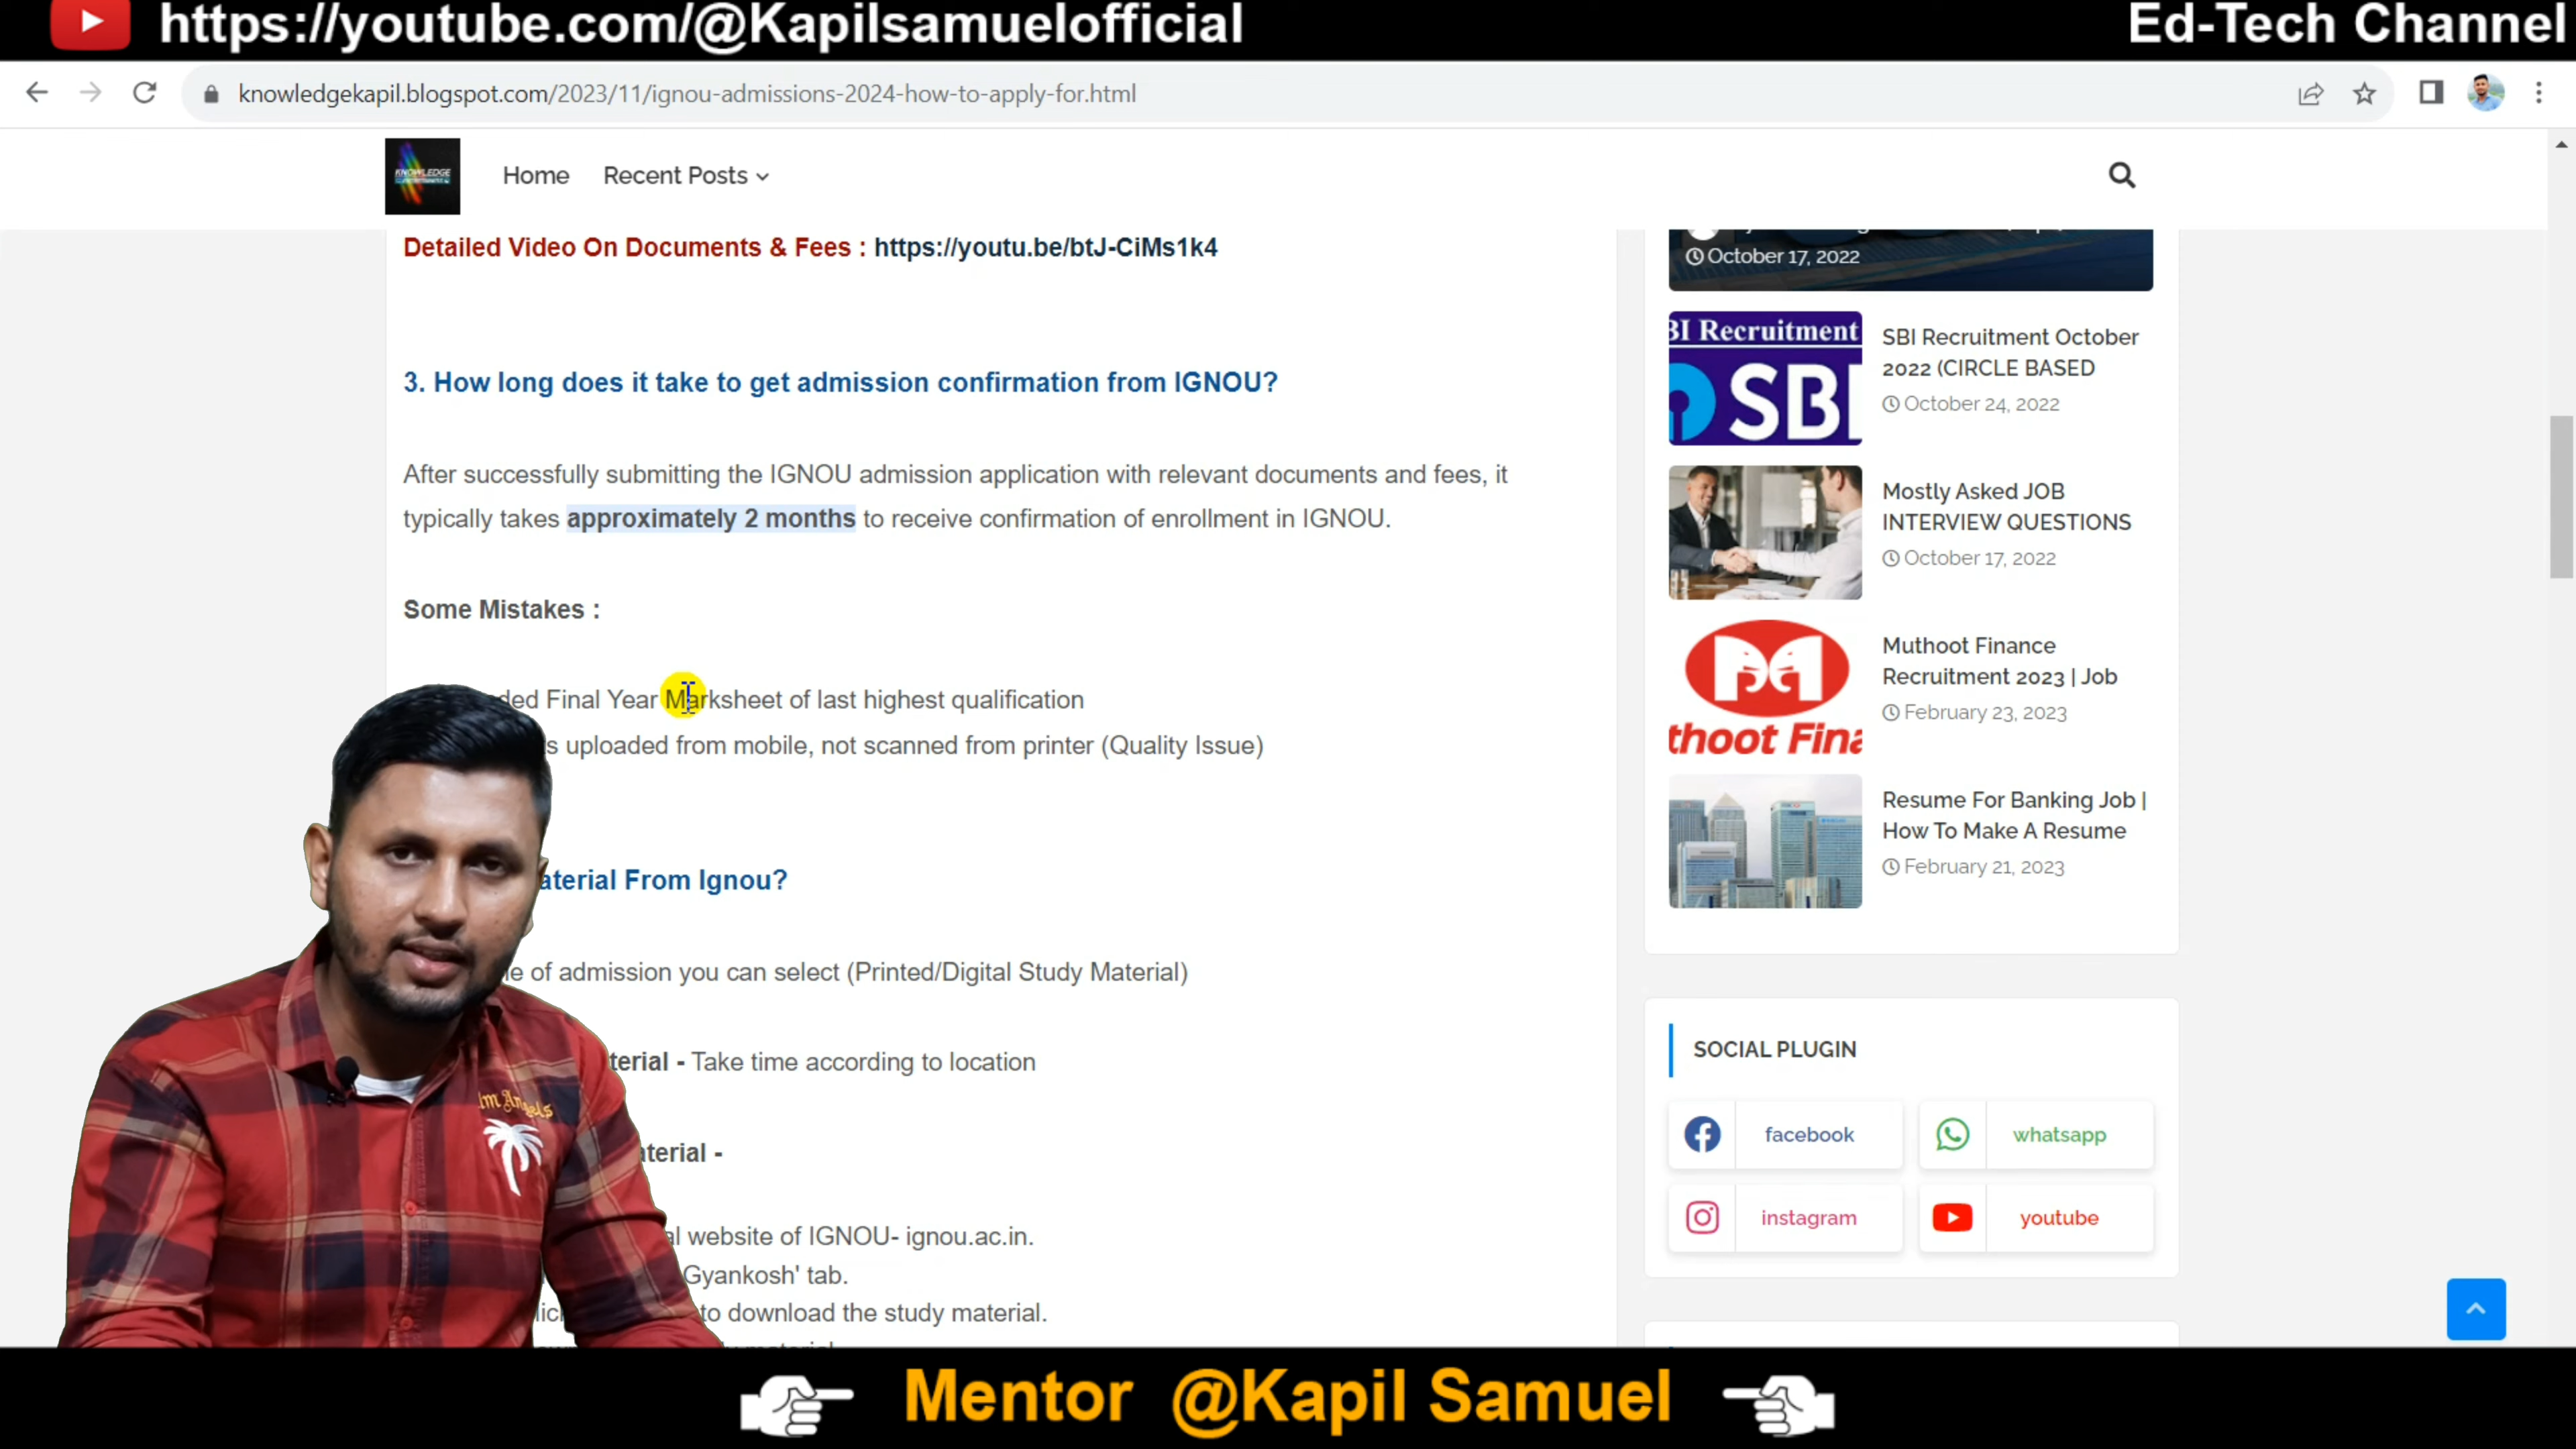 https://youtube.com/@Kapilsamuelofficial
Ed-Tech Channel
knowledgekapil.blogspot.com/2023/11/ignou-admissions-2024-how-to-apply-for.html
KNOWLEDGE
Home
Recent Posts
Detailed Video On Documents & Fees : https://youtu.be/btJ-CiMs1k4
3. How long does it take to get admission confirmation from IGNOU?
After successfully submitting the IGNOU admission application with relevant documents and fees, it
typically takes approximately 2 months to receive confirmation of enrollment in IGNOU.
Some Mistakes :
Final Year Marksheet of last highest qualification
uploaded from mobile, not scanned from printer (Quality Issue)
From Ignou?
of admission you can select (Printed/Digital Study Material)
- Take time according to location
-
website of IGNOU- ignou.ac.in.
Gyankosh' tab.
to download the study material.
October 17, 2022
BI Recruitment
SBI
SBI Recruitment October
2022 (CIRCLE BASED
October 24, 2022
Mostly Asked JOB
INTERVIEW QUESTIONS
October 17, 2022
thoot Fina
Muthoot Finance
Recruitment 2023 | Job
February 23, 2023
Resume For Banking Job |
How To Make A Resume
February 21, 2023
SOCIAL PLUGIN
facebook
whatsapp
instagram
youtube
Angels
Mentor @Kapil Samuel